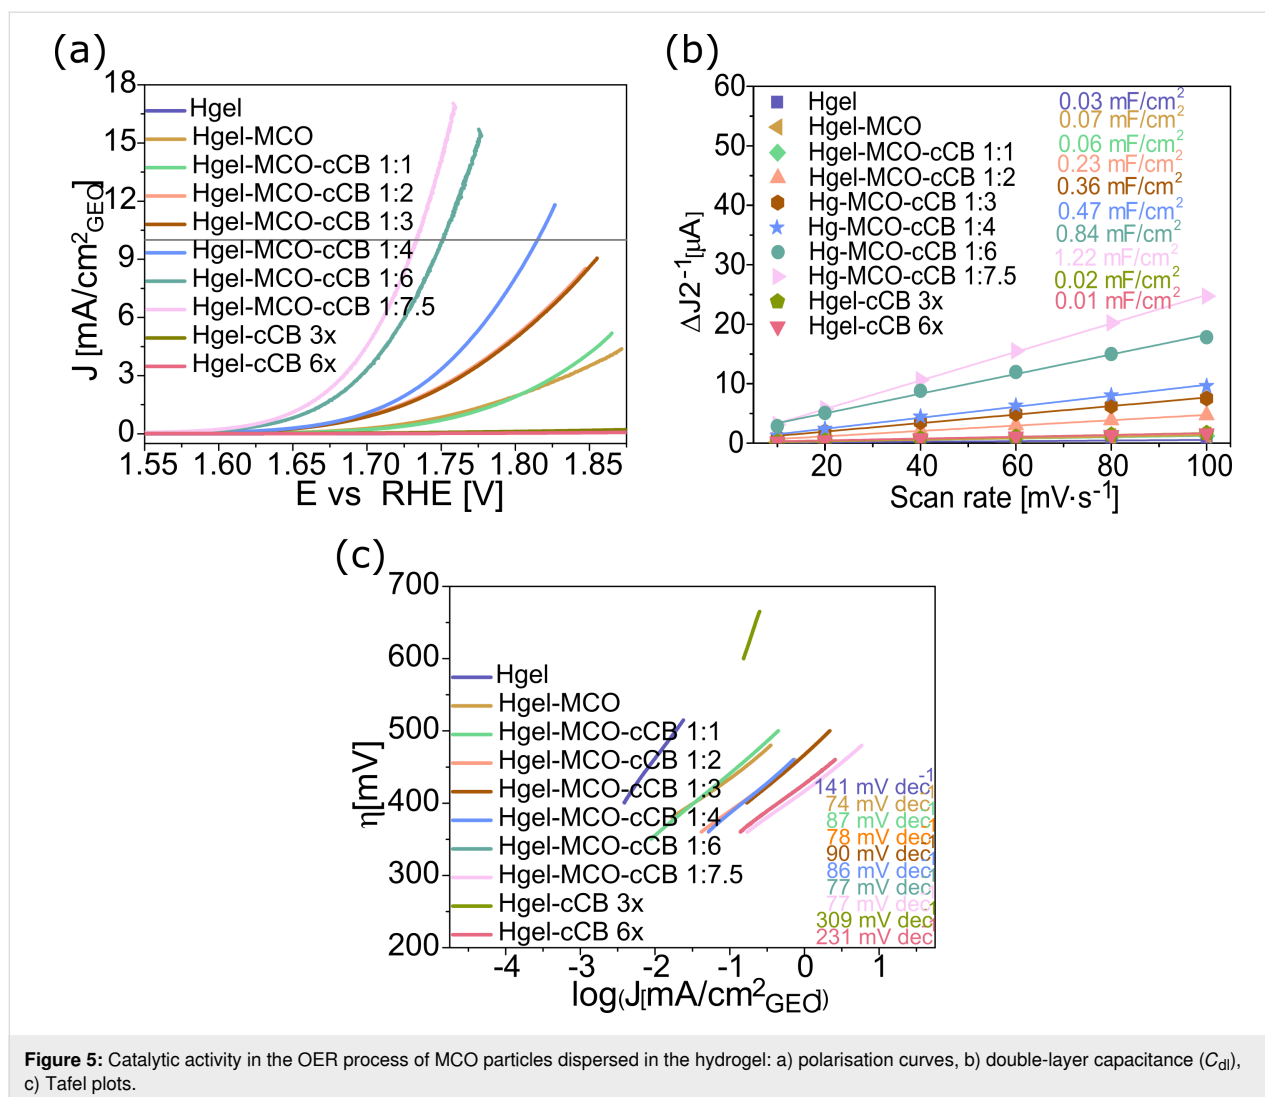 (a)
18
15
12
9
6
3
0
J [mA/cm²GEO]
Hgel
Hgel-MCO
Hgel-MCO-cCB 1:1
Hgel-MCO-cCB 1:2
Hgel-MCO-cCB 1:3
Hgel-MCO-cCB 1:4
Hgel-MCO-cCB 1:6
Hgel-MCO-cCB 1:7.5
Hgel-cCB 3x
Hgel-cCB 6x
1.55 1.60 1.65 1.70 1.75 1.80 1.85
E vs RHE [V]
(b)
60
50
40
30
20
10
0
ΔJ2⁻¹[µA]
Hgel
Hgel-MCO
Hgel-MCO-cCB 1:1
Hgel-MCO-cCB 1:2
Hg-MCO-cCB 1:3
Hg-MCO-cCB 1:4
Hg-MCO-cCB 1:6
Hg-MCO-cCB 1:7.5
Hgel-cCB 3x
Hgel-cCB 6x
0.03 mF/cm²
0.07 mF/cm²
0.06 mF/cm²
0.23 mF/cm²
0.36 mF/cm²
0.47 mF/cm²
0.84 mF/cm²
1.22 mF/cm²
0.02 mF/cm²
0.01 mF/cm²
20 40 60 80 100
Scan rate [mV·s⁻¹]
(c)
700
600
500
400
300
200
η[mV]
Hgel
Hgel-MCO
Hgel-MCO-cCB 1:1
Hgel-MCO-cCB 1:2
Hgel-MCO-cCB 1:3
Hgel-MCO-cCB 1:4
Hgel-MCO-cCB 1:6
Hgel-MCO-cCB 1:7.5
Hgel-cCB 3x
Hgel-cCB 6x
141 mV dec⁻¹
74 mV dec⁻¹
87 mV dec⁻¹
78 mV dec⁻¹
90 mV dec⁻¹
86 mV dec⁻¹
77 mV dec⁻¹
77 mV dec⁻¹
309 mV dec⁻¹
231 mV dec⁻¹
-4 -3 -2 -1 0 1
log(J[mA/cm²GEO])
Figure 5: Catalytic activity in the OER process of MCO particles dispersed in the hydrogel: a) polarisation curves, b) double-layer capacitance (Cdl),
c) Tafel plots.